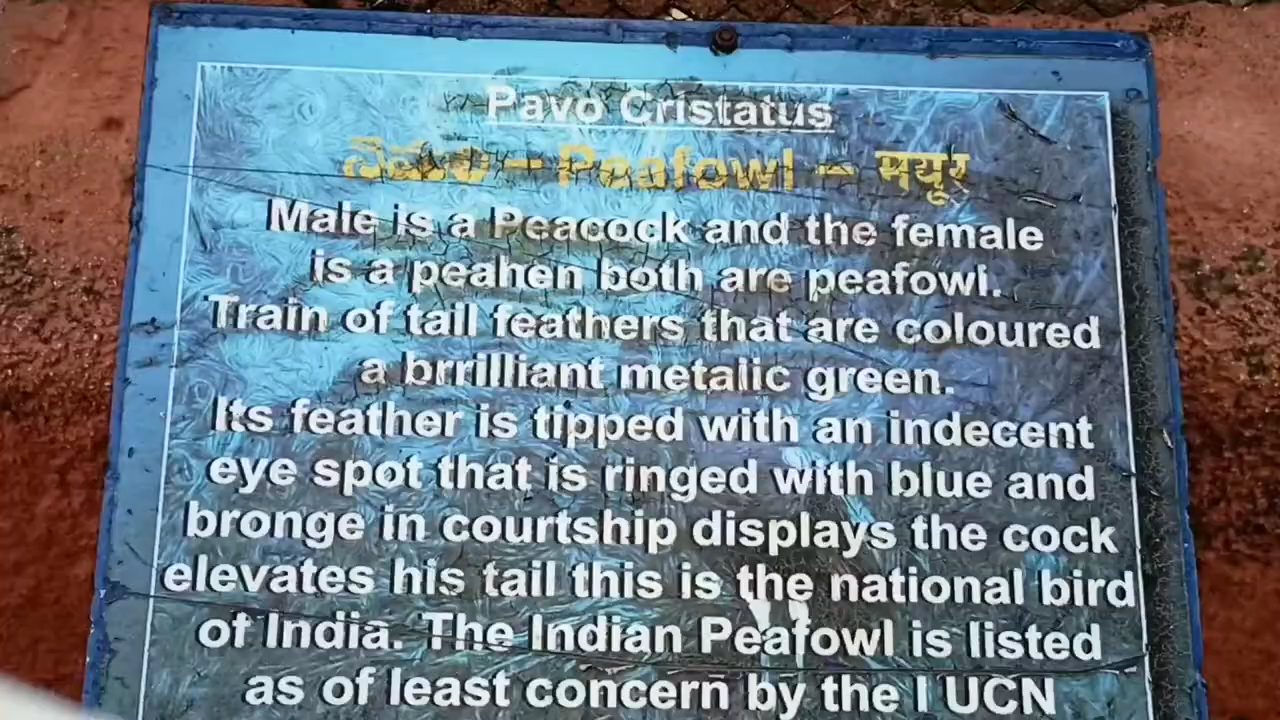 Pavo Cristatus
నెమలి – Peafowl – मयूर
Male is a Peacock and the female
is a peahen both are peafowl.
Train of tail feathers that are coloured
a brrilliant metalic green.
Its feather is tipped with an indecent
eye spot that is ringed with blue and
bronge in courtship displays the cock
elevates his tail this is the national bird
of India. The Indian Peafowl is listed
as of least concern by the I UCN